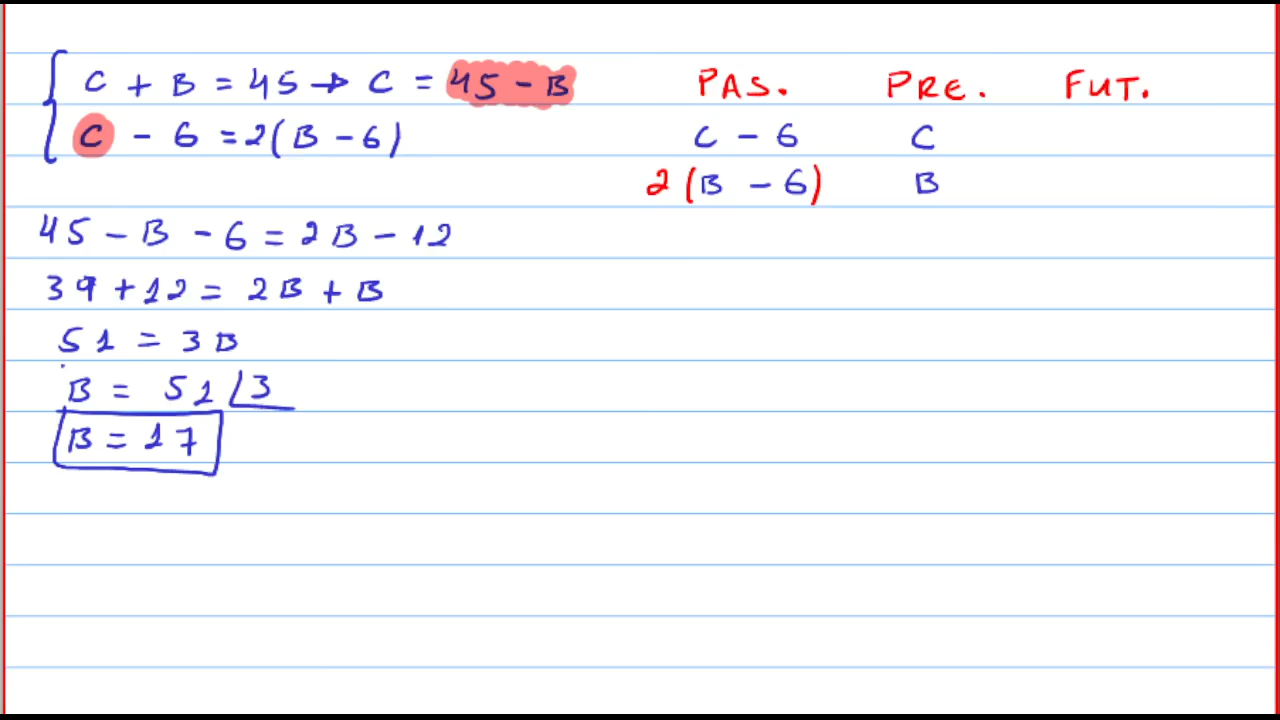 C + B = 45 → C = 45 - B
C - 6 = 2(B - 6)
PAS. PRE. FUT.
C - 6 C
2(B - 6) B
45 - B - 6 = 2B - 12
39 + 12 = 2B + B
51 = 3B
B = 51 | 3
B = 17